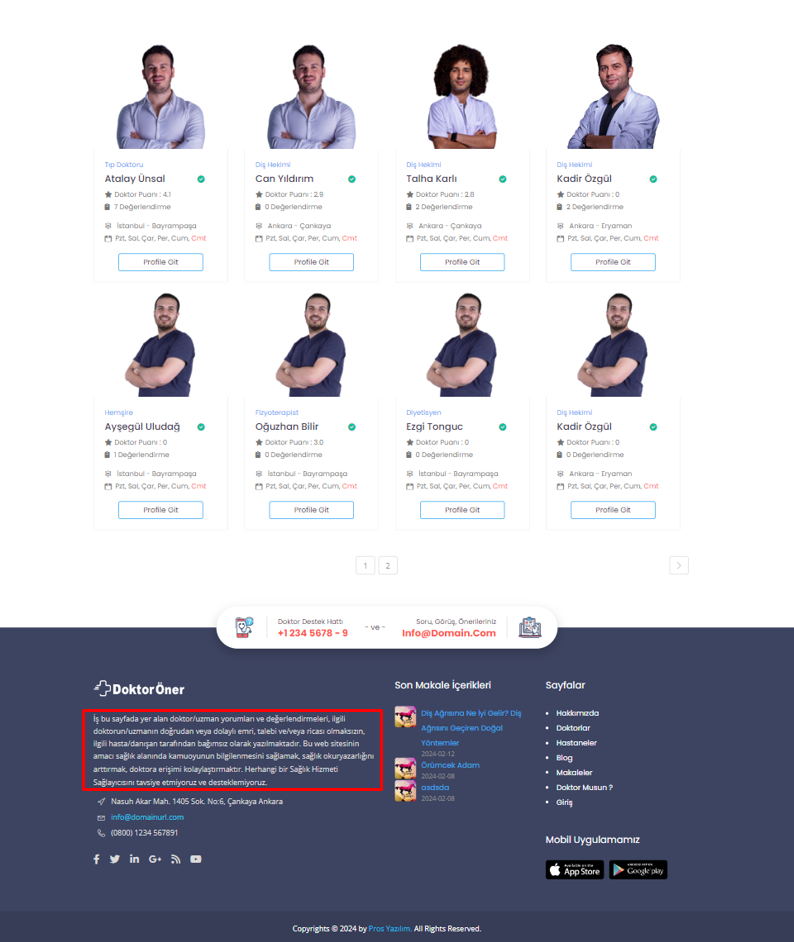 Tıp Doktoru
Atalay Ünsal
Doktor Puanı : 4.1
7 Değerlendirme
İstanbul - Bayrampaşa
Pzt, Sal, Çar, Per, Cum, Cmt
Profile Git
Diş Hekimi
Can Yıldırım
Doktor Puanı : 2.9
0 Değerlendirme
Ankara - Çankaya
Pzt, Sal, Çar, Per, Cum, Cmt
Profile Git
Diş Hekimi
Talha Karlı
Doktor Puanı : 2.8
2 Değerlendirme
Ankara - Çankaya
Pzt, Sal, Çar, Per, Cum, Cmt
Profile Git
Diş Hekimi
Kadir Özgül
Doktor Puanı : 0
2 Değerlendirme
Ankara - Eryaman
Pzt, Sal, Çar, Per, Cum, Cmt
Profile Git
Hemşire
Ayşegül Uludağ
Doktor Puanı : 0
1 Değerlendirme
İstanbul - Bayrampaşa
Pzt, Sal, Çar, Per, Cum, Cmt
Profile Git
Fizyoterapist
Oğuzhan Bilir
Doktor Puanı : 3.0
0 Değerlendirme
İstanbul - Bayrampaşa
Pzt, Sal, Çar, Per, Cum, Cmt
Profile Git
Diyetisyen
Ezgi Tonguc
Doktor Puanı : 0
0 Değerlendirme
İstanbul - Bayrampaşa
Pzt, Sal, Çar, Per, Cum, Cmt
Profile Git
Diş Hekimi
Kadir Özgül
Doktor Puanı : 0
0 Değerlendirme
Ankara - Eryaman
Pzt, Sal, Çar, Per, Cum, Cmt
Profile Git
1 2
Doktor Destek Hattı
+1 234 5678 - 9
- ve -
Soru, Görüş, Önerileriniz
Info@Domain.Com
DoktorÖner
İş bu sayfada yer alan doktor/uzman yorumları ve değerlendirmeleri, ilgili
doktorun/uzmanın doğrudan veya dolaylı emri, talebi ve/veya ricası olmaksızın,
ilgili hasta/danışan tarafından bağımsız olarak yazılmaktadır. Bu web sitesinin
amacı sağlık alanında kamuoyunun bilgilenmesini sağlamak, sağlık okuryazarlığını
arttırmak, doktora erişimi kolaylaştırmaktır. Herhangi bir Sağlık Hizmeti
Sağlayıcısını tavsiye etmiyoruz ve desteklemiyoruz.
Nasuh Akar Mah. 1405 Sok. No:6, Çankaya Ankara
info@domainurl.com
(0800) 1234 567891
Son Makale İçerikleri
Diş Ağrısına Ne İyi Gelir? Diş
Ağrısını Geçiren Doğal
Yöntemler
2024-02-12
Örümcek Adam
2024-02-08
asdsda
2024-02-08
Sayfalar
Hakkımızda
Doktorlar
Hastaneler
Blog
Makaleler
Doktor Musun ?
Giriş
Mobil Uygulamamız
Available on the
App Store
Google play
Copyrights © 2024 by Pros Yazılım. All Rights Reserved.